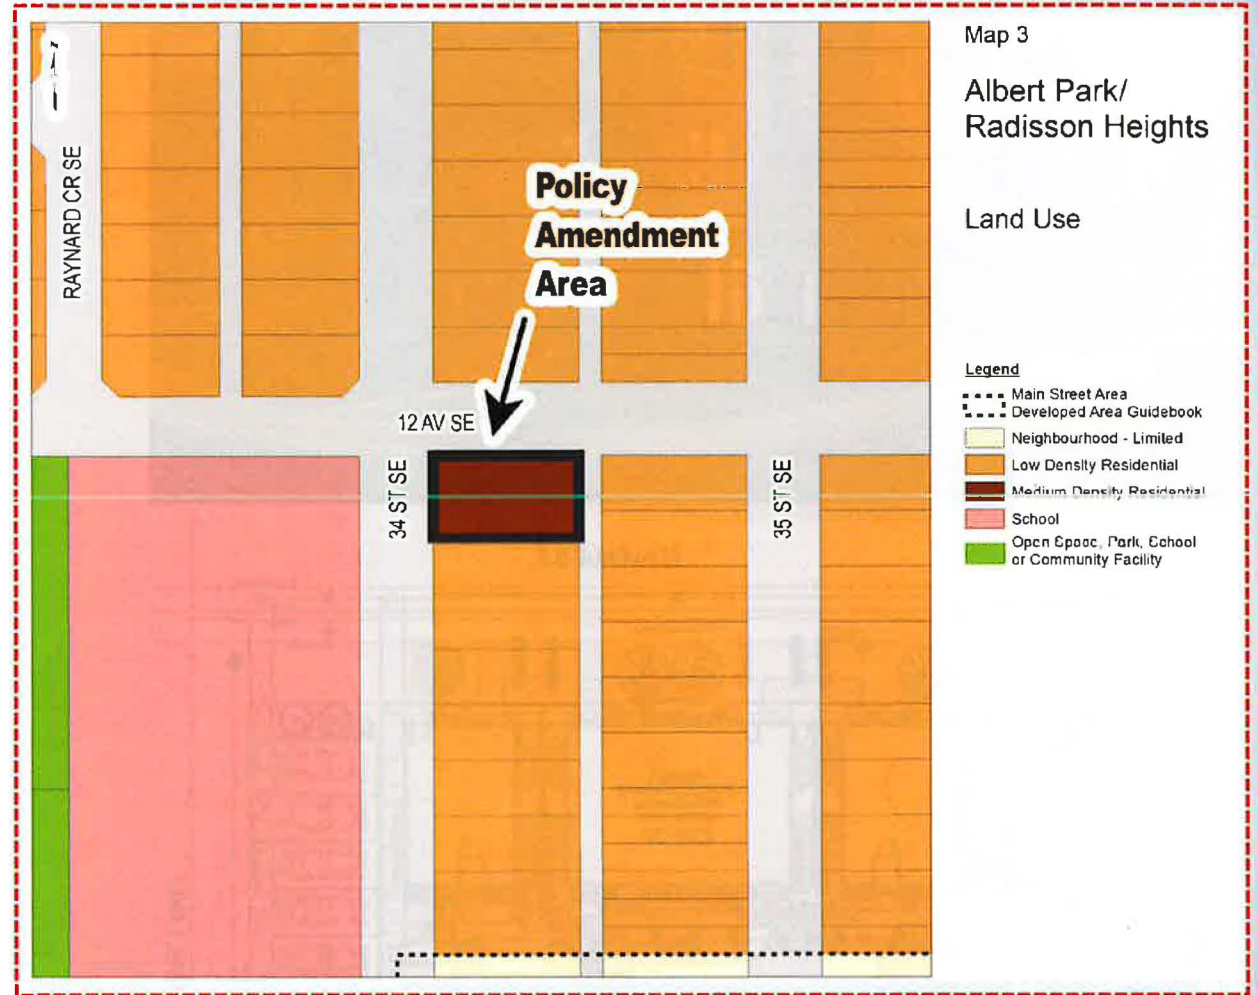 Map 3
Albert Park/
Radisson Heights
Land Use
RAYNARD CR SE
Policy
Amendment
Area
12 AV SE
34 ST SE
35 ST SE
Legend
Main Street Area
Developed Area Guidebook
Neighbourhood - Limited
Low Density Residential
Medium Density Residential
School
Open Space, Park, School
or Community Facility